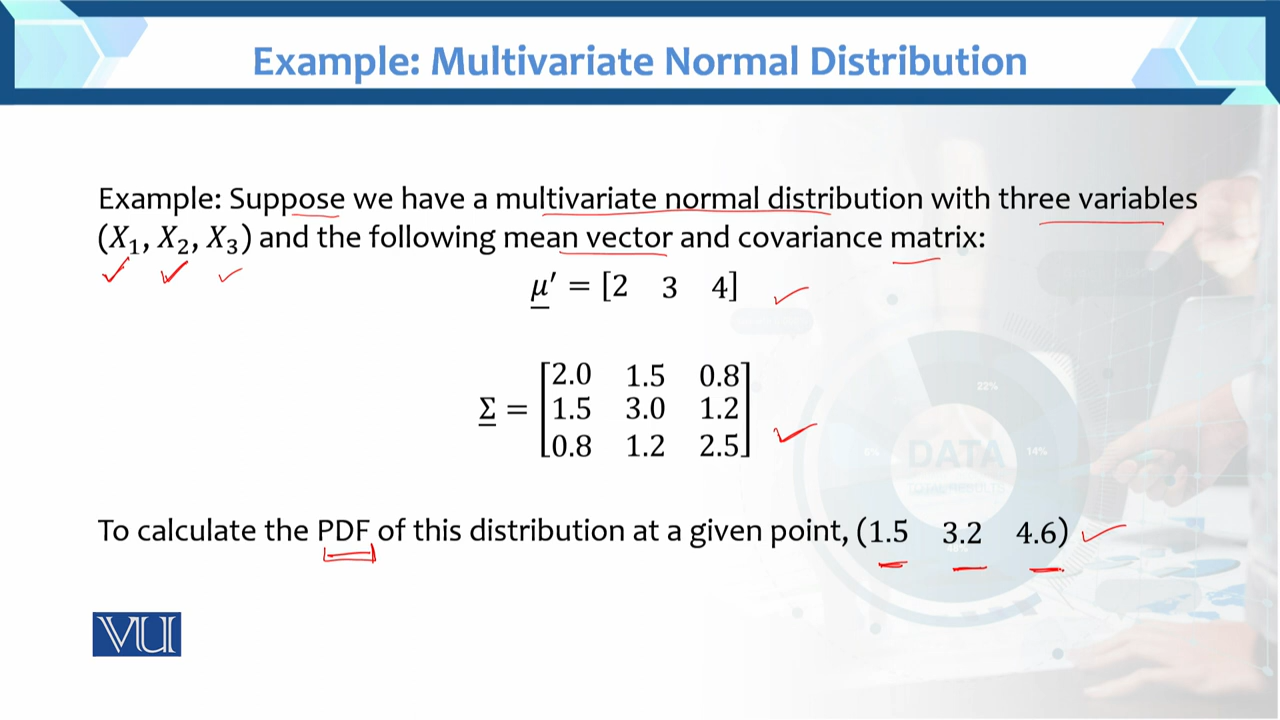 Example: Multivariate Normal Distribution
Example: Suppose we have a multivariate normal distribution with three variables
(X₁, X₂, X₃) and the following mean vector and covariance matrix:
μ′ = [2 3 4]
Σ = [2.0 1.5 0.8
1.5 3.0 1.2
0.8 1.2 2.5]
22%
14%
DATA
To calculate the PDF of this distribution at a given point, (1.5 3.2 4.6)
VU